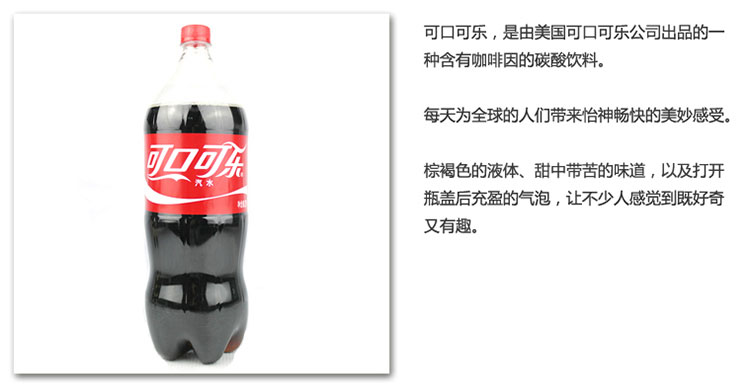 可口可乐
汽水
可口可乐，是由美国可口可乐公司出品的一
种含有咖啡因的碳酸饮料。
每天为全球的人们带来怡神畅快的美妙感受。
棕褐色的液体、甜中带苦的味道，以及打开
瓶盖后充盈的气泡，让不少人感觉到既好奇
又有趣。